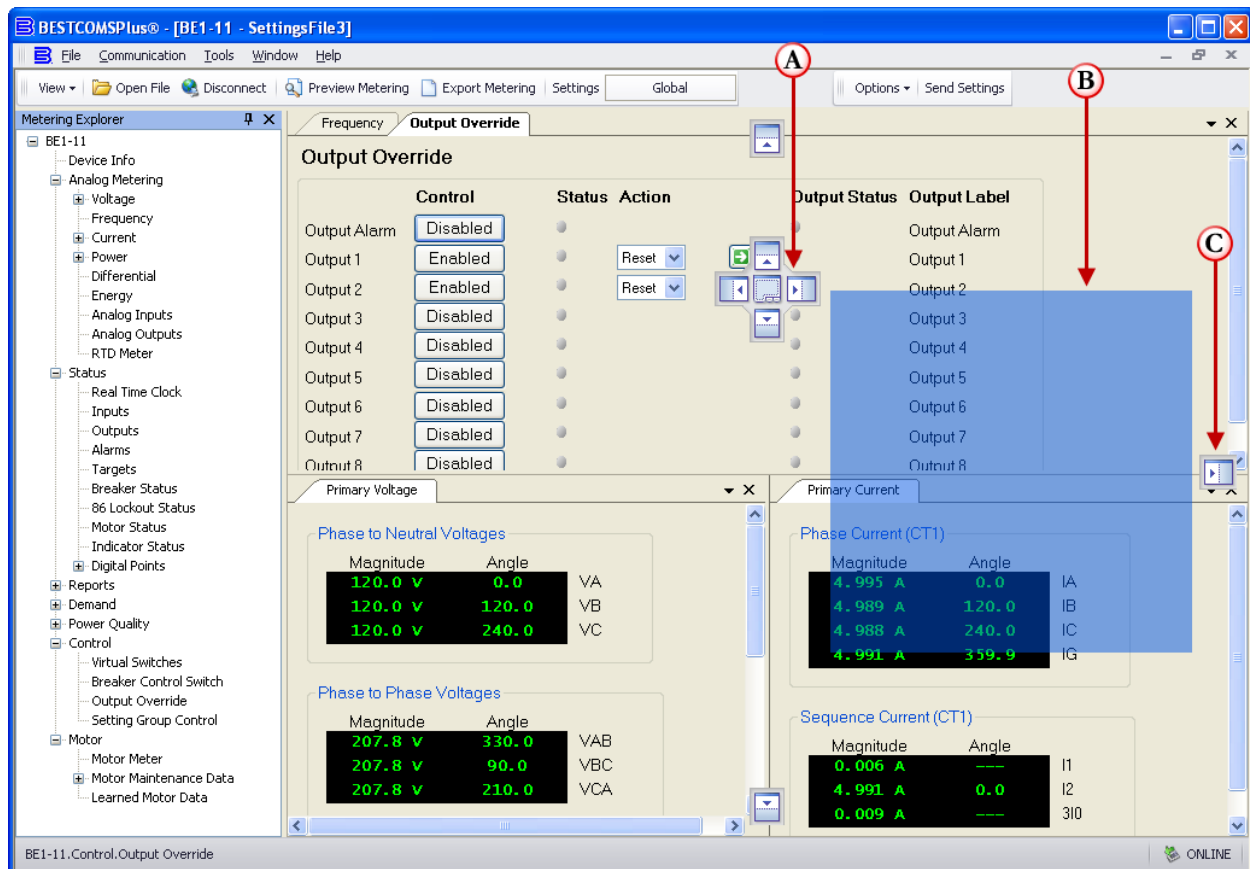 BESTCOMSPlus® - [BE1-11 - SettingsFile3]
File Communication Tools Window Help
View Open File Disconnect Preview Metering Export Metering Settings Global Options Send Settings
A
B
C
Metering Explorer
BE1-11
Device Info
Analog Metering
Voltage
Frequency
Current
Power
Differential
Energy
Analog Inputs
Analog Outputs
RTD Meter
Status
Real Time Clock
Inputs
Outputs
Alarms
Targets
Breaker Status
86 Lockout Status
Motor Status
Indicator Status
Digital Points
Reports
Demand
Power Quality
Control
Virtual Switches
Breaker Control Switch
Output Override
Setting Group Control
Motor
Motor Meter
Motor Maintenance Data
Learned Motor Data
Frequency Output Override
Output Override
Control Status Action Output Status Output Label
Output Alarm Disabled Output Alarm
Output 1 Enabled Reset Output 1
Output 2 Enabled Reset Output 2
Output 3 Disabled Output 3
Output 4 Disabled Output 4
Output 5 Disabled Output 5
Output 6 Disabled Output 6
Output 7 Disabled Output 7
Output 8 Disabled Output 8
Primary Voltage
Phase to Neutral Voltages
Magnitude Angle
120.0 V 0.0 VA
120.0 V 120.0 VB
120.0 V 240.0 VC
Phase to Phase Voltages
Magnitude Angle
207.8 V 330.0 VAB
207.8 V 90.0 VBC
207.8 V 210.0 VCA
Primary Current
Phase Current (CT1)
Magnitude Angle
4.995 A 0.0 IA
4.989 A 120.0 IB
4.988 A 240.0 IC
4.991 A 359.9 IG
Sequence Current (CT1)
Magnitude Angle
0.006 A --- I1
4.991 A 0.0 I2
0.009 A --- 3I0
BE1-11.Control.Output Override
ONLINE